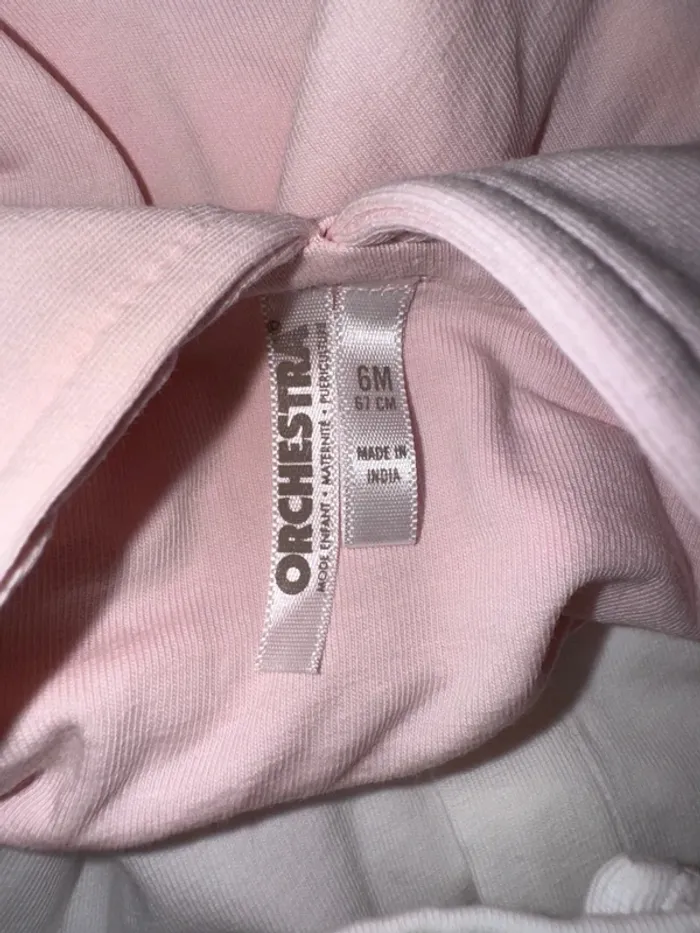 ORCHESTRA®
MODE ENFANT • MATERNITÉ • PUÉRICULTURE
6M
67 CM
MADE IN
INDIA